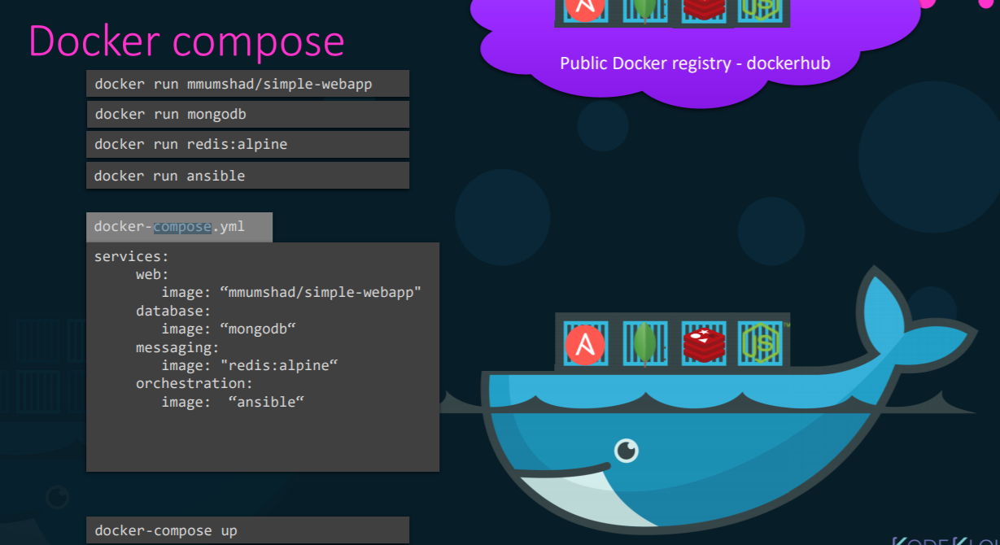 Docker compose
docker run mmumshad/simple-webapp
docker run mongodb
docker run redis:alpine
docker run ansible
docker-compose.yml
services:
web:
image: “mmumshad/simple-webapp"
database:
image: “mongodb“
messaging:
image: "redis:alpine“
orchestration:
image: “ansible“
docker-compose up
Public Docker registry - dockerhub
JS
JS